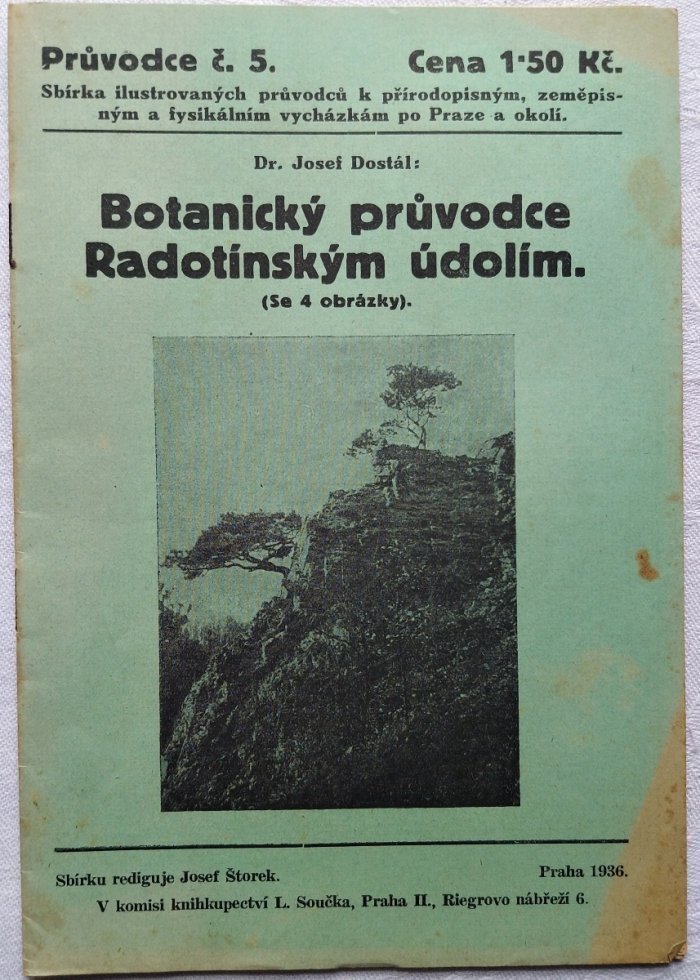 Průvodce č. 5. Cena 1·50 Kč.
Sbírka ilustrovaných průvodců k přírodopisným, zeměpis-
ným a fysikálním vycházkám po Praze a okolí.
Dr. Josef Dostál:
Botanický průvodce
Radotínským údolím.
(Se 4 obrázky).
Sbírku rediguje Josef Štorek. Praha 1936.
V komisi knihkupectví L. Součka, Praha II., Riegrovo nábřeží 6.